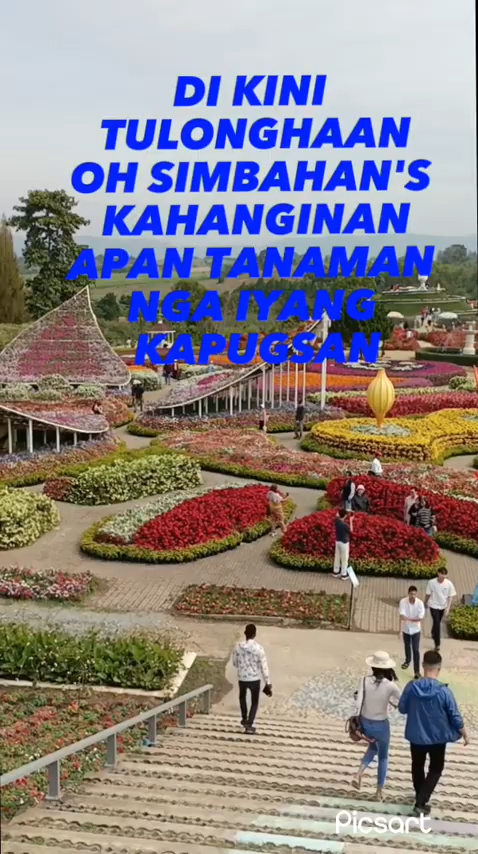 DI KINI
TULONGHAAN
OH SIMBAHAN'S
KAHANGINAN
APAN TANAMAN
NGA IYANG
KAPUGSAN
Picsart